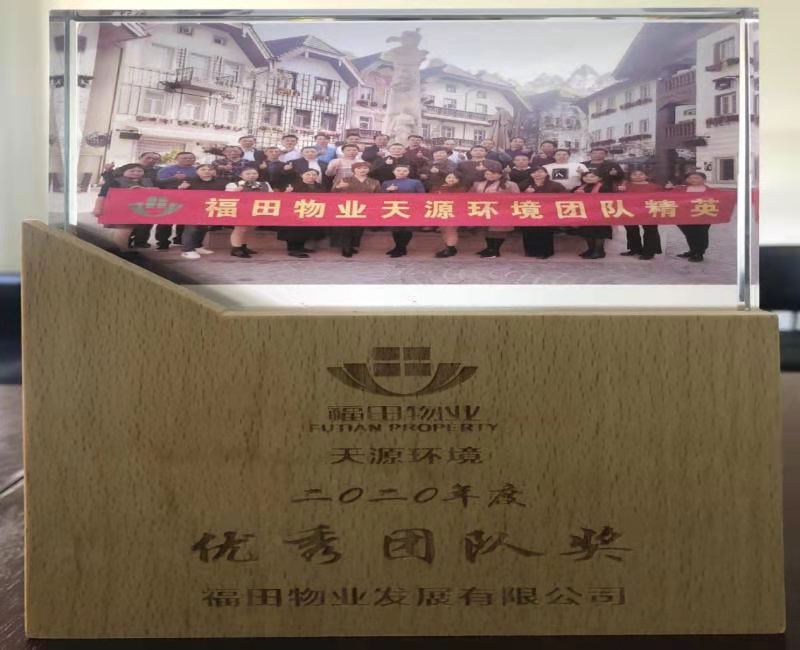 福田物业天源环境团队精英
福田物业
FUTIAN PROPERTY
天源环境
二〇二〇年度
优秀团队奖
福田物业发展有限公司